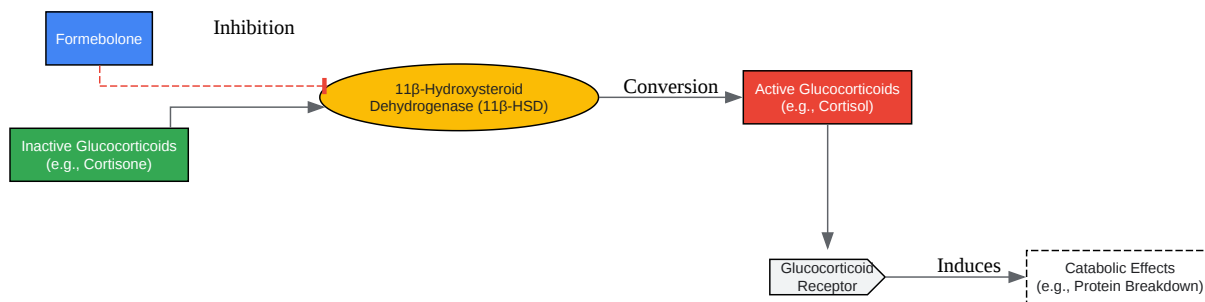 Inhibition
Formebolone
11β-Hydroxysteroid
Dehydrogenase (11β-HSD)
Conversion
Active Glucocorticoids
(e.g., Cortisol)
Inactive Glucocorticoids
(e.g., Cortisone)
Glucocorticoid
Receptor
Induces
Catabolic Effects
(e.g., Protein Breakdown)